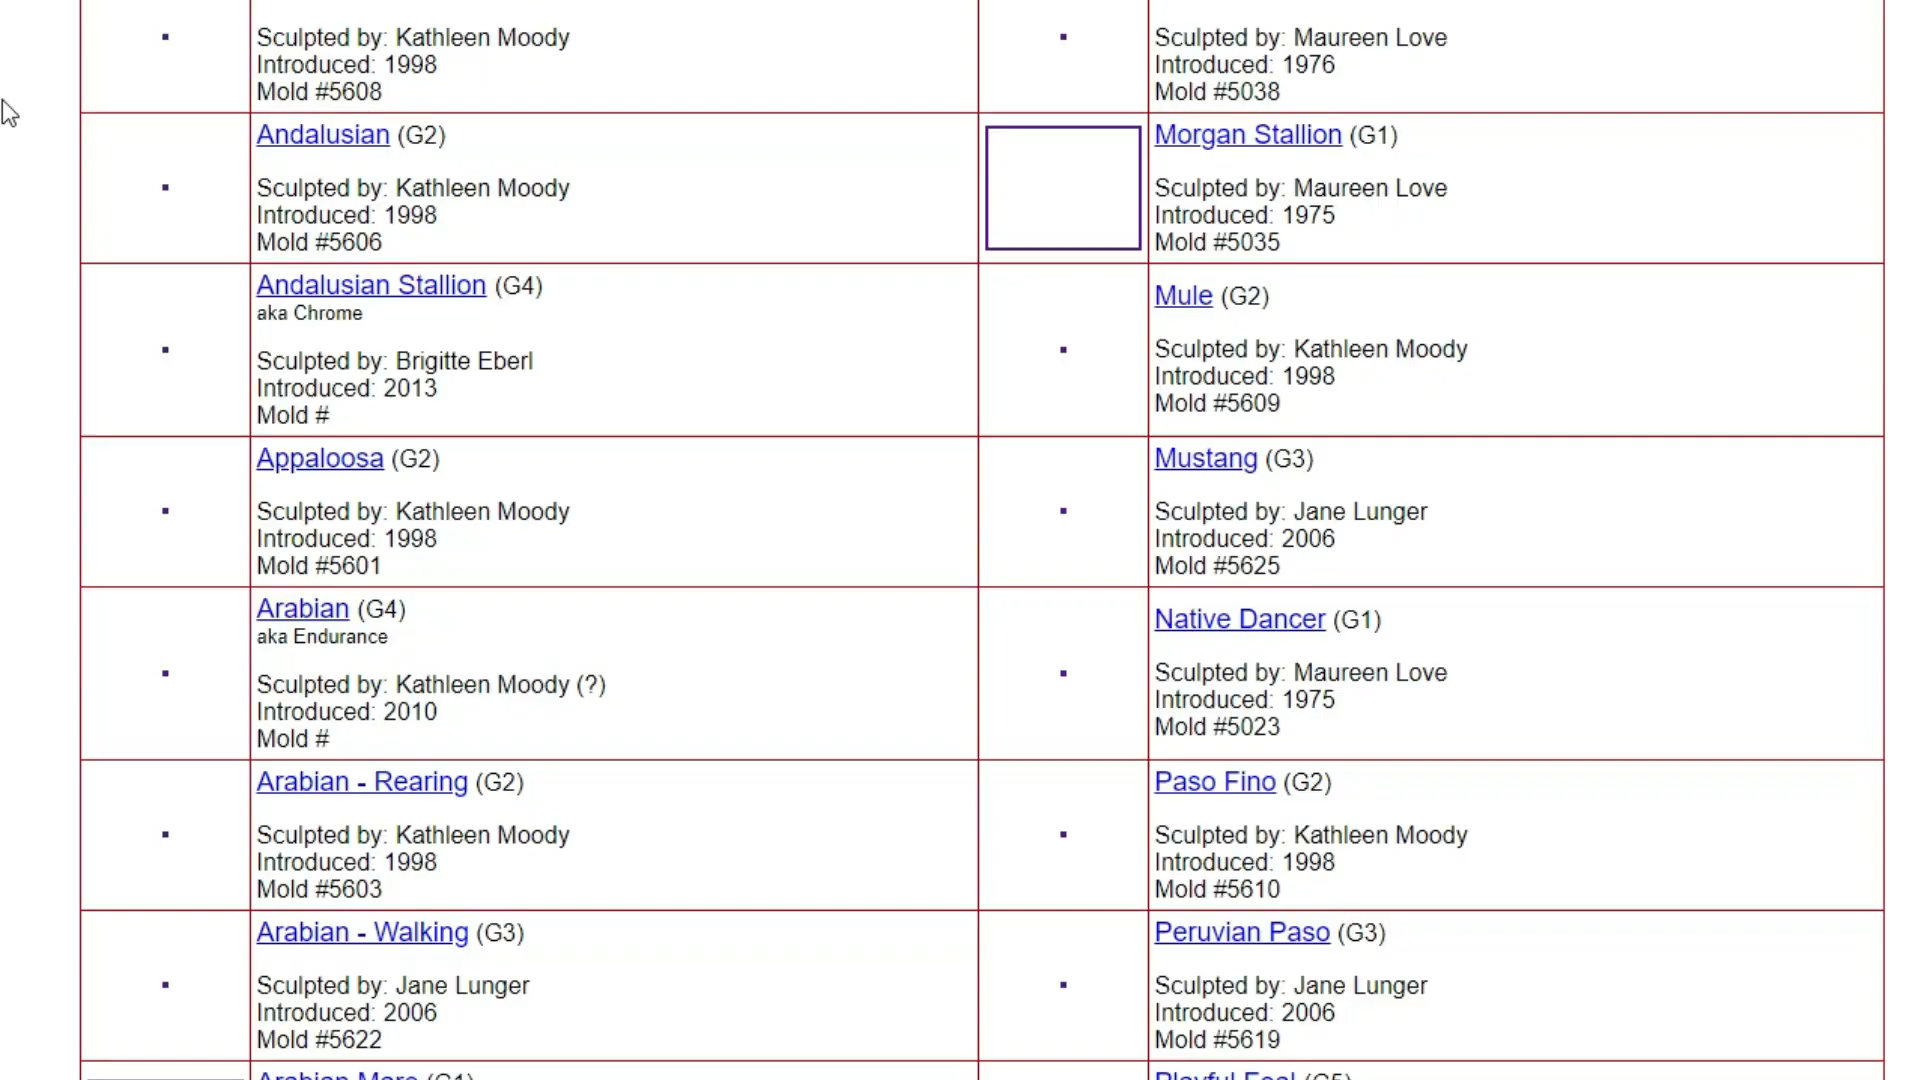 Sculpted by: Kathleen Moody
Introduced: 1998
Mold #5608
Sculpted by: Maureen Love
Introduced: 1976
Mold #5038
Andalusian (G2)
Sculpted by: Kathleen Moody
Introduced: 1998
Mold #5606
Morgan Stallion (G1)
Sculpted by: Maureen Love
Introduced: 1975
Mold #5035
Andalusian Stallion (G4)
aka Chrome
Sculpted by: Brigitte Eberl
Introduced: 2013
Mold #
Mule (G2)
Sculpted by: Kathleen Moody
Introduced: 1998
Mold #5609
Appaloosa (G2)
Sculpted by: Kathleen Moody
Introduced: 1998
Mold #5601
Mustang (G3)
Sculpted by: Jane Lunger
Introduced: 2006
Mold #5625
Arabian (G4)
aka Endurance
Sculpted by: Kathleen Moody (?)
Introduced: 2010
Mold #
Native Dancer (G1)
Sculpted by: Maureen Love
Introduced: 1975
Mold #5023
Arabian - Rearing (G2)
Sculpted by: Kathleen Moody
Introduced: 1998
Mold #5603
Paso Fino (G2)
Sculpted by: Kathleen Moody
Introduced: 1998
Mold #5610
Arabian - Walking (G3)
Sculpted by: Jane Lunger
Introduced: 2006
Mold #5622
Peruvian Paso (G3)
Sculpted by: Jane Lunger
Introduced: 2006
Mold #5619
Arabian Mare (G1)
Playful Foal (G5)